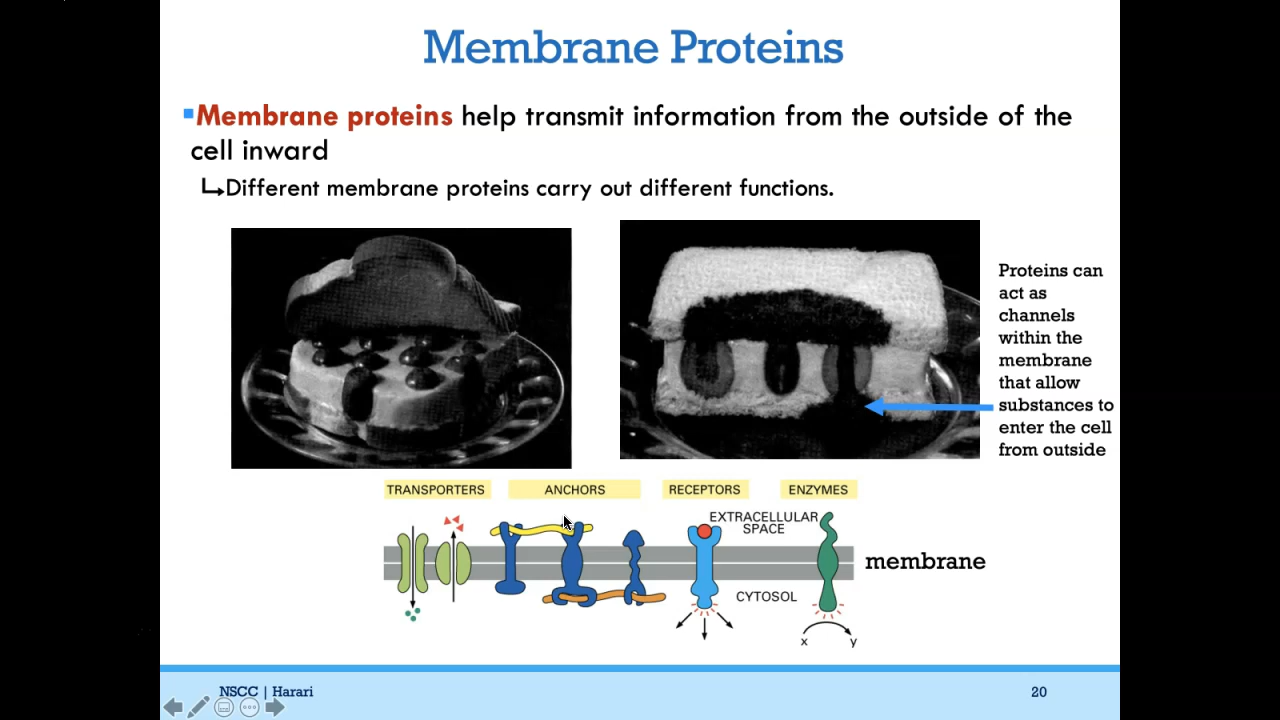 Membrane Proteins
Membrane proteins help transmit information from the outside of the
cell inward
Different membrane proteins carry out different functions.
Proteins can
act as
channels
within the
membrane
that allow
substances to
enter the cell
from outside
TRANSPORTERS
ANCHORS
RECEPTORS
ENZYMES
EXTRACELLULAR
SPACE
membrane
CYTOSOL
x
y
NSCC | Harari
20